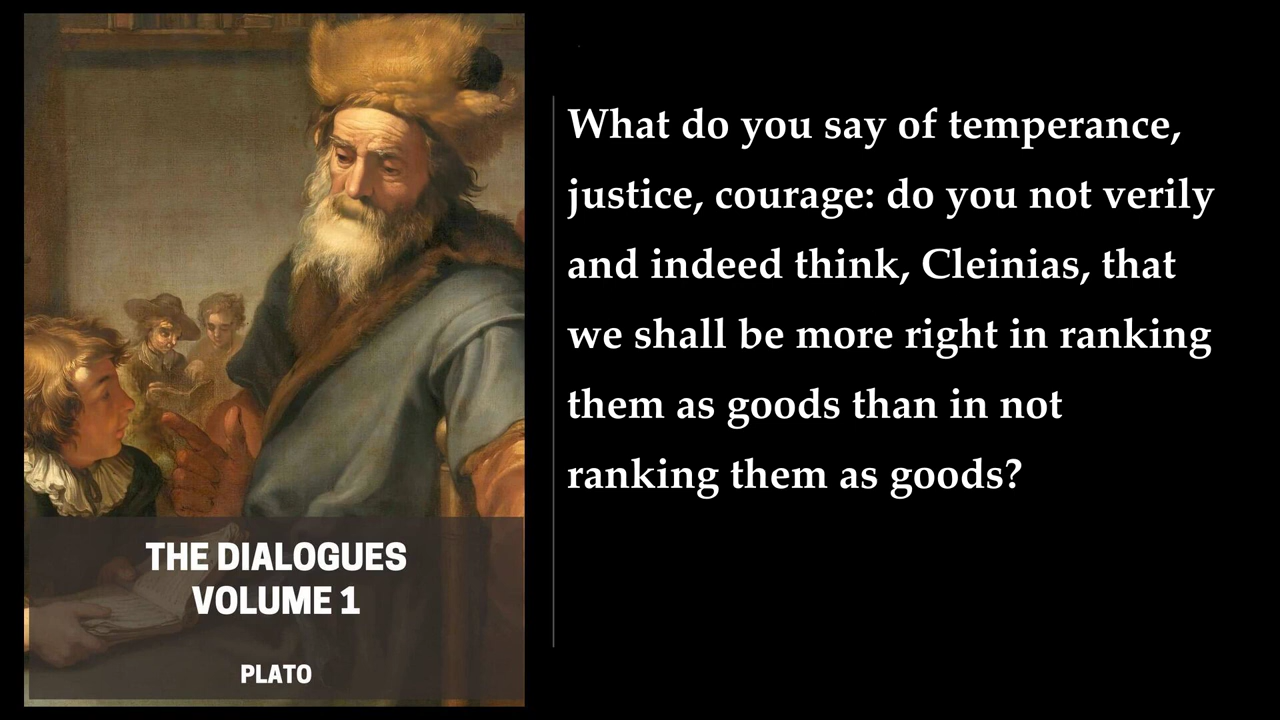 THE DIALOGUES
VOLUME 1
PLATO
What do you say of temperance,
justice, courage: do you not verily
and indeed think, Cleinias, that
we shall be more right in ranking
them as goods than in not
ranking them as goods?